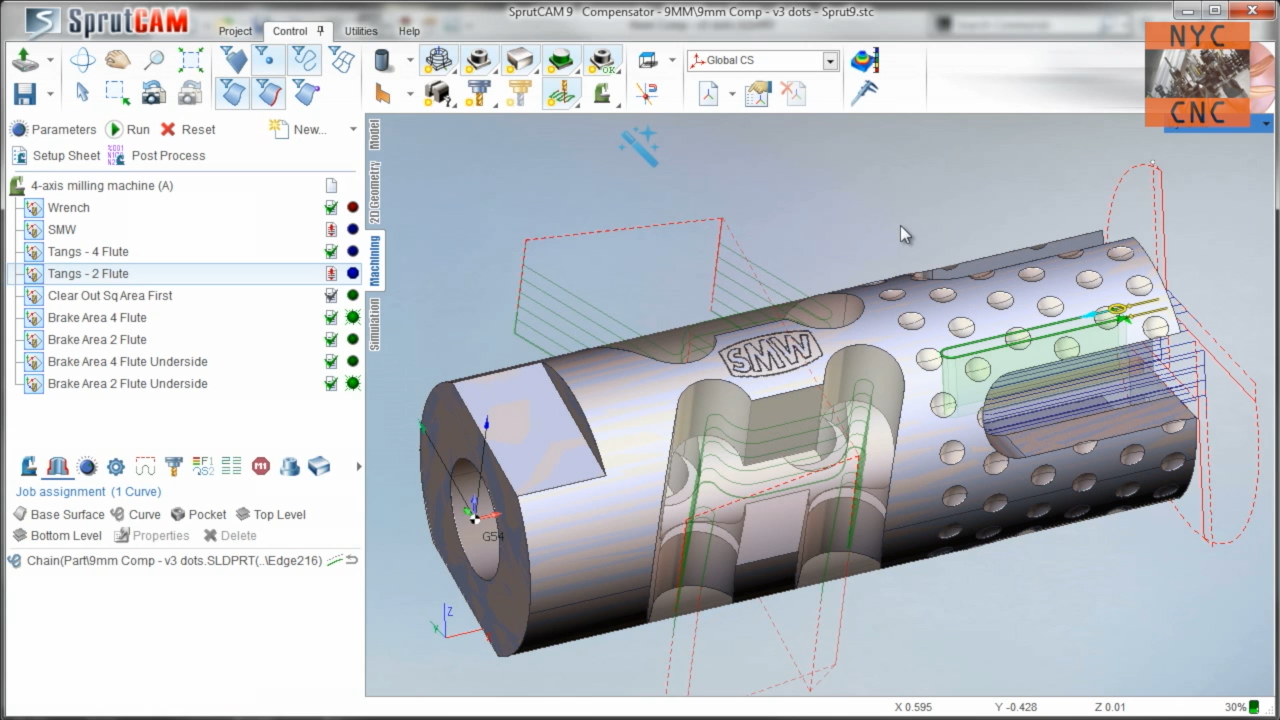 SprutCAM 9 Compensator - 9MM\9mm Comp - v3 dots - Sprut9.stc
SprutCAM
Project Control Utilities Help
Global CS
OK
NYC
CNC
Parameters Run Reset New...
Setup Sheet Post Process
4-axis milling machine (A)
Wrench
SMW
Tangs - 4 Flute
Tangs - 2 Flute
Clear Out Sq Area First
Brake Area 4 Flute
Brake Area 2 Flute
Brake Area 4 Flute Underside
Brake Area 2 Flute Underside
Model
2D Geometry
Machining
Simulation
Job assignment (1 Curve)
Base Surface Curve Pocket Top Level
Bottom Level Properties Delete
Chain(Part\9mm Comp - v3 dots.SLDPRT(..\Edge216)
SMW
G54
Z
X 0.595 Y -0.428 Z 0.01 30%